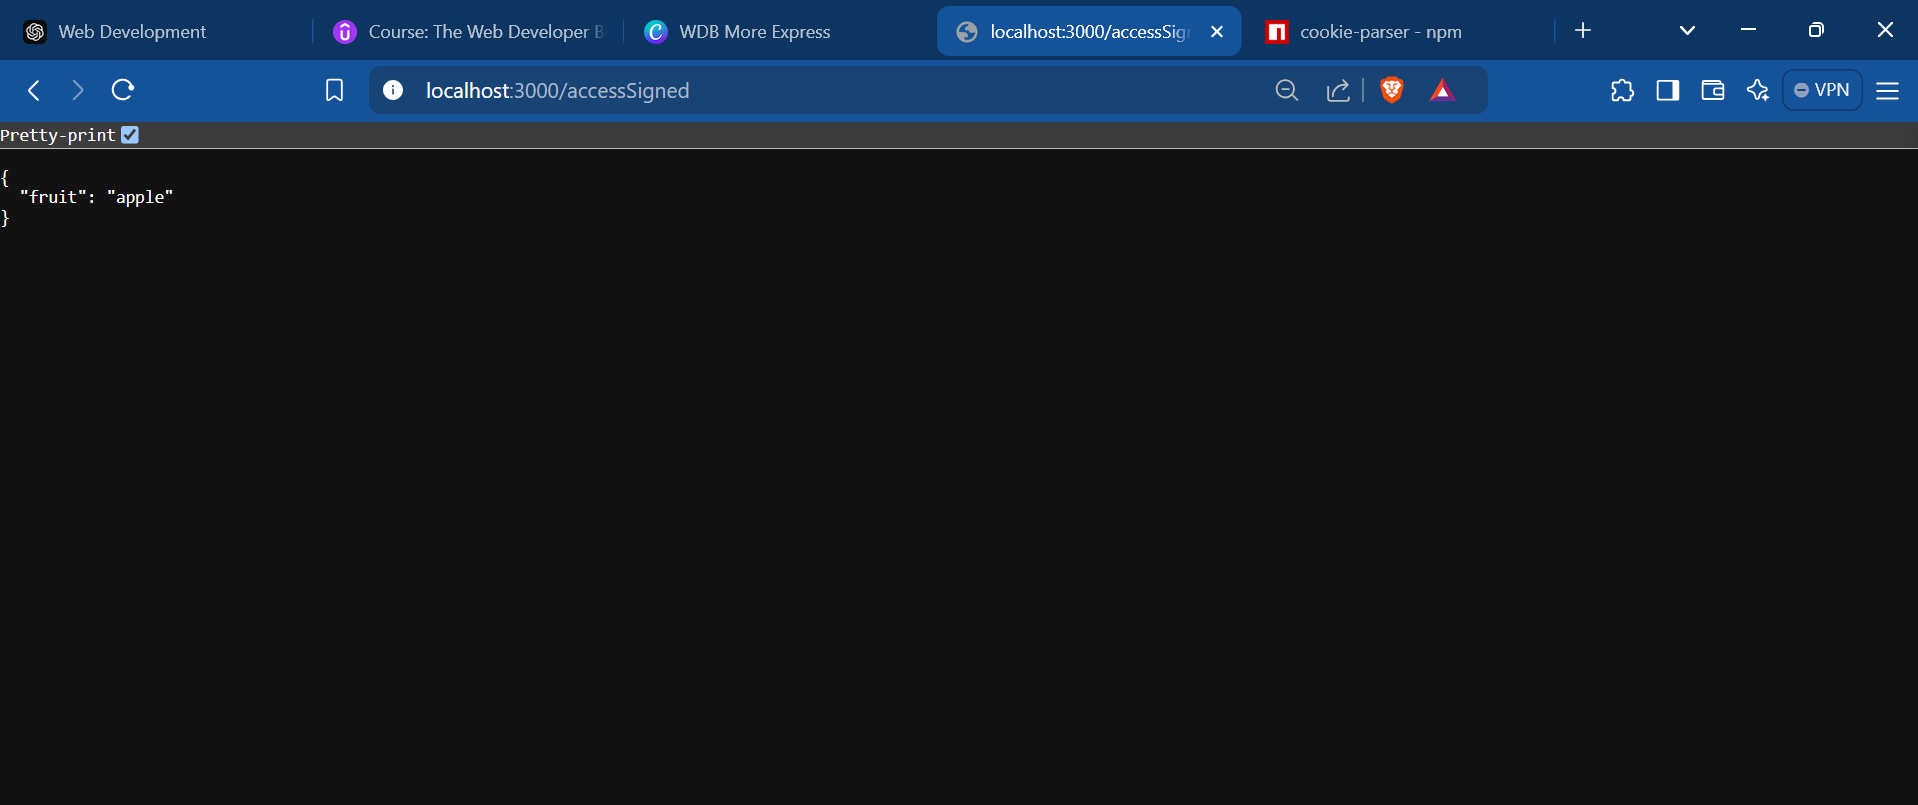 Web Development
Course: The Web Developer B
WDB More Express
localhost:3000/accessSig
cookie-parser - npm
localhost:3000/accessSigned
VPN
Pretty-print
{
"fruit": "apple"
}